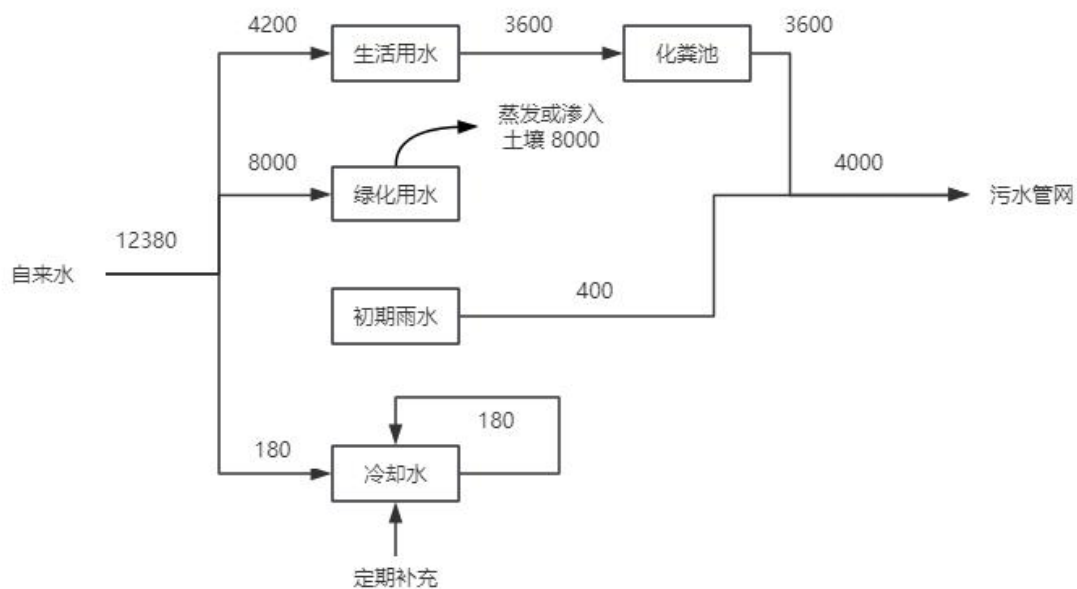 4200
生活用水
3600
化粪池
3600
蒸发或渗入
土壤 8000
8000
绿化用水
4000
污水管网
12380
自来水
初期雨水
400
180
冷却水
180
定期补充